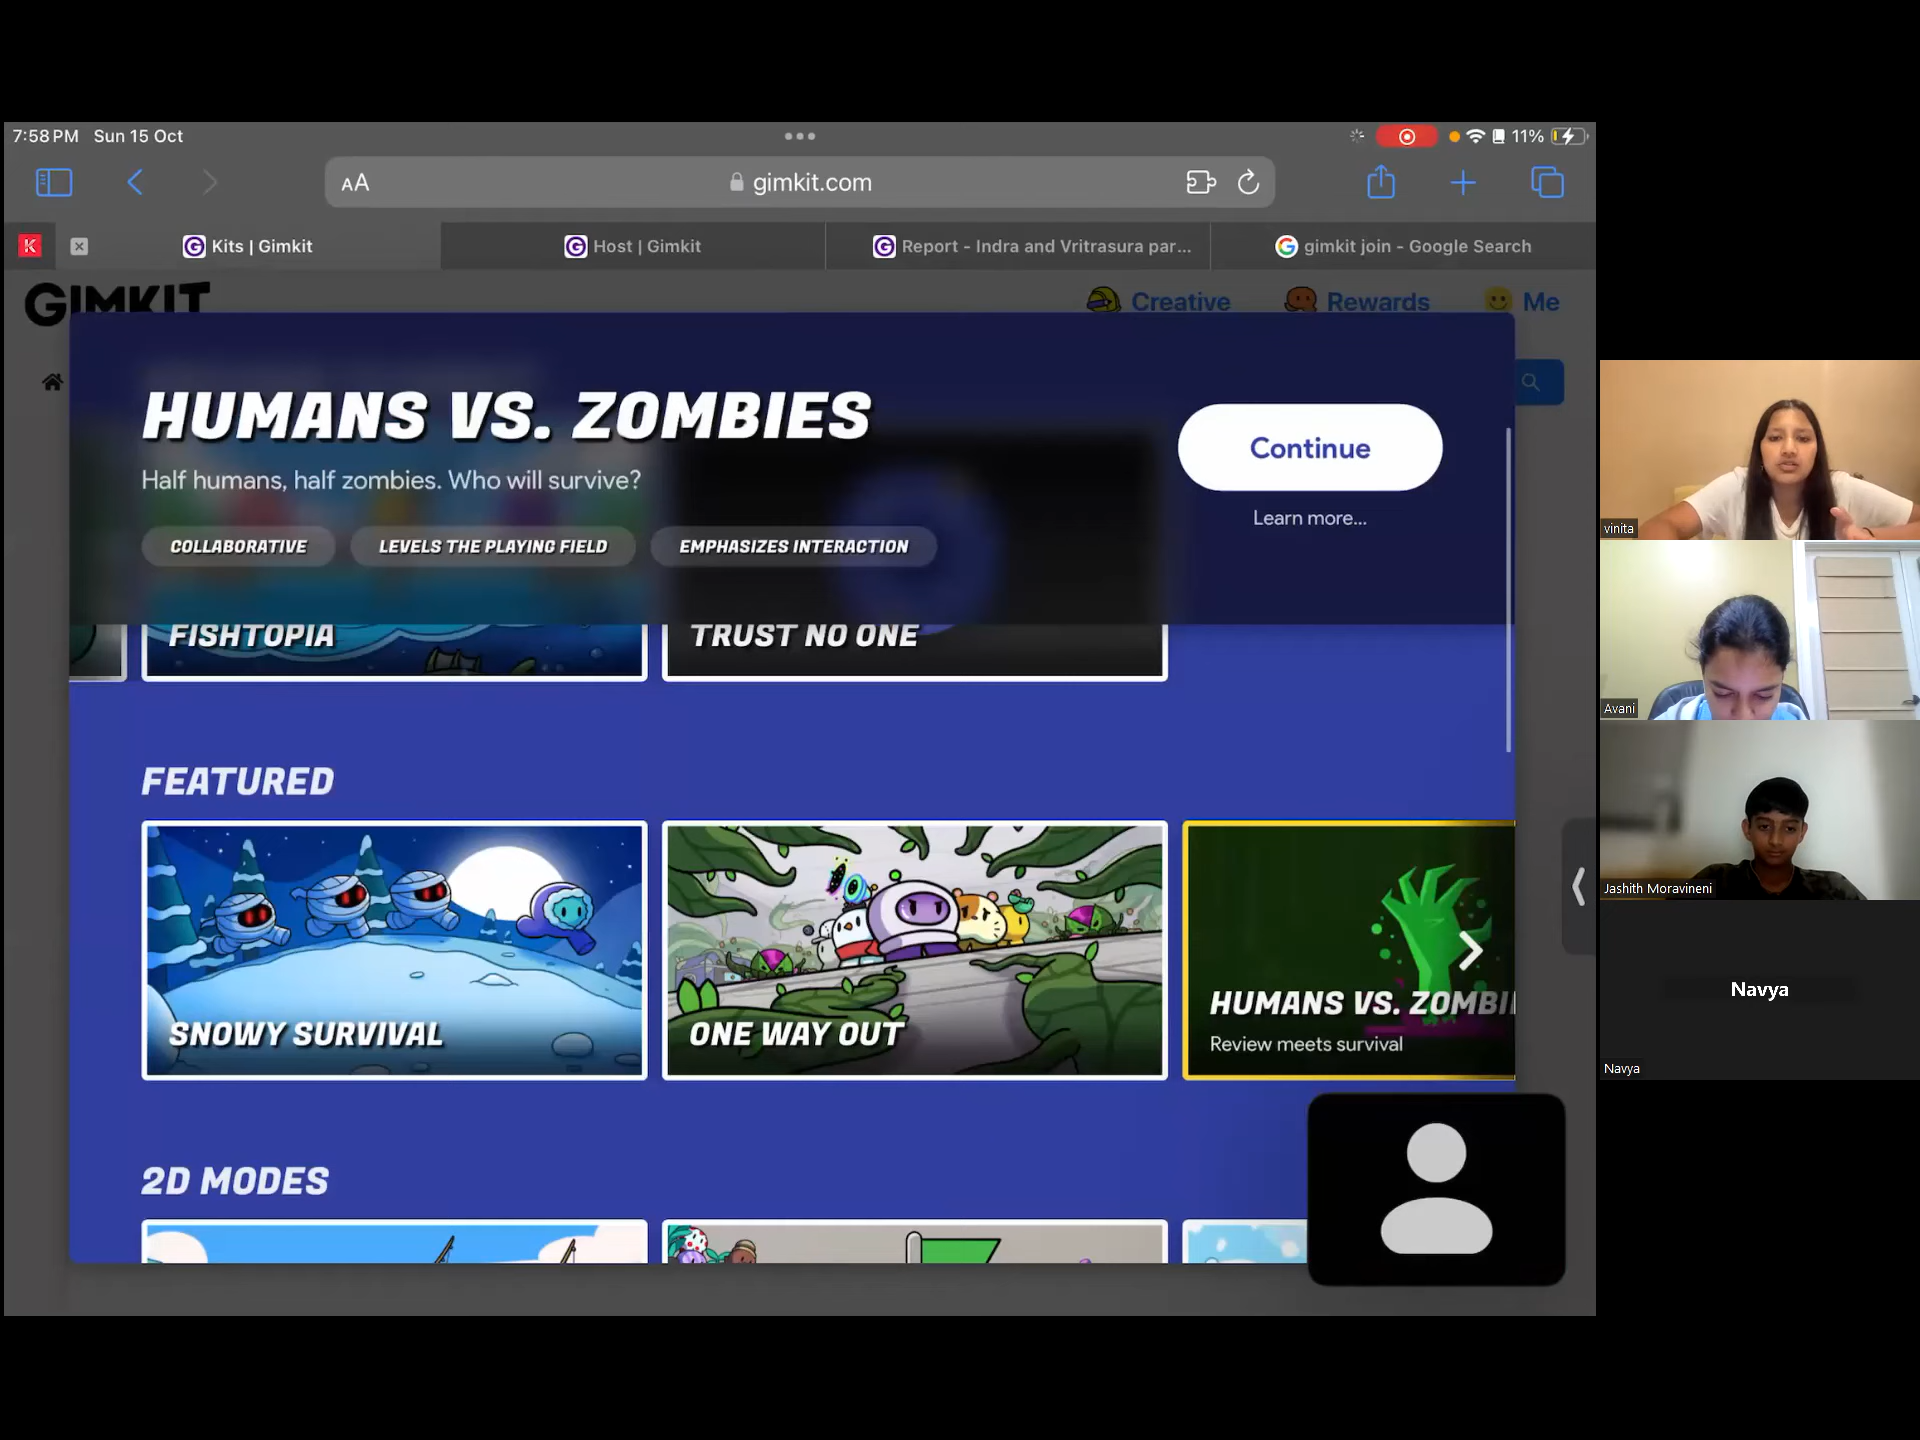 7:58 PM Sun 15 Oct
11%
AA gimkit.com
K
Kits | Gimkit
Host | Gimkit
Report - Indra and Vritrasura par...
gimkit join - Google Search
GIMKIT
Creative
Rewards
Me
HUMANS VS. ZOMBIES
Half humans, half zombies. Who will survive?
Continue
Learn more...
COLLABORATIVE
LEVELS THE PLAYING FIELD
EMPHASIZES INTERACTION
FISHTOPIA
TRUST NO ONE
FEATURED
SNOWY SURVIVAL
ONE WAY OUT
HUMANS VS. ZOMBI
Review meets survival
2D MODES
vinita
Avani
Jashith Moravineni
Navya
Navya